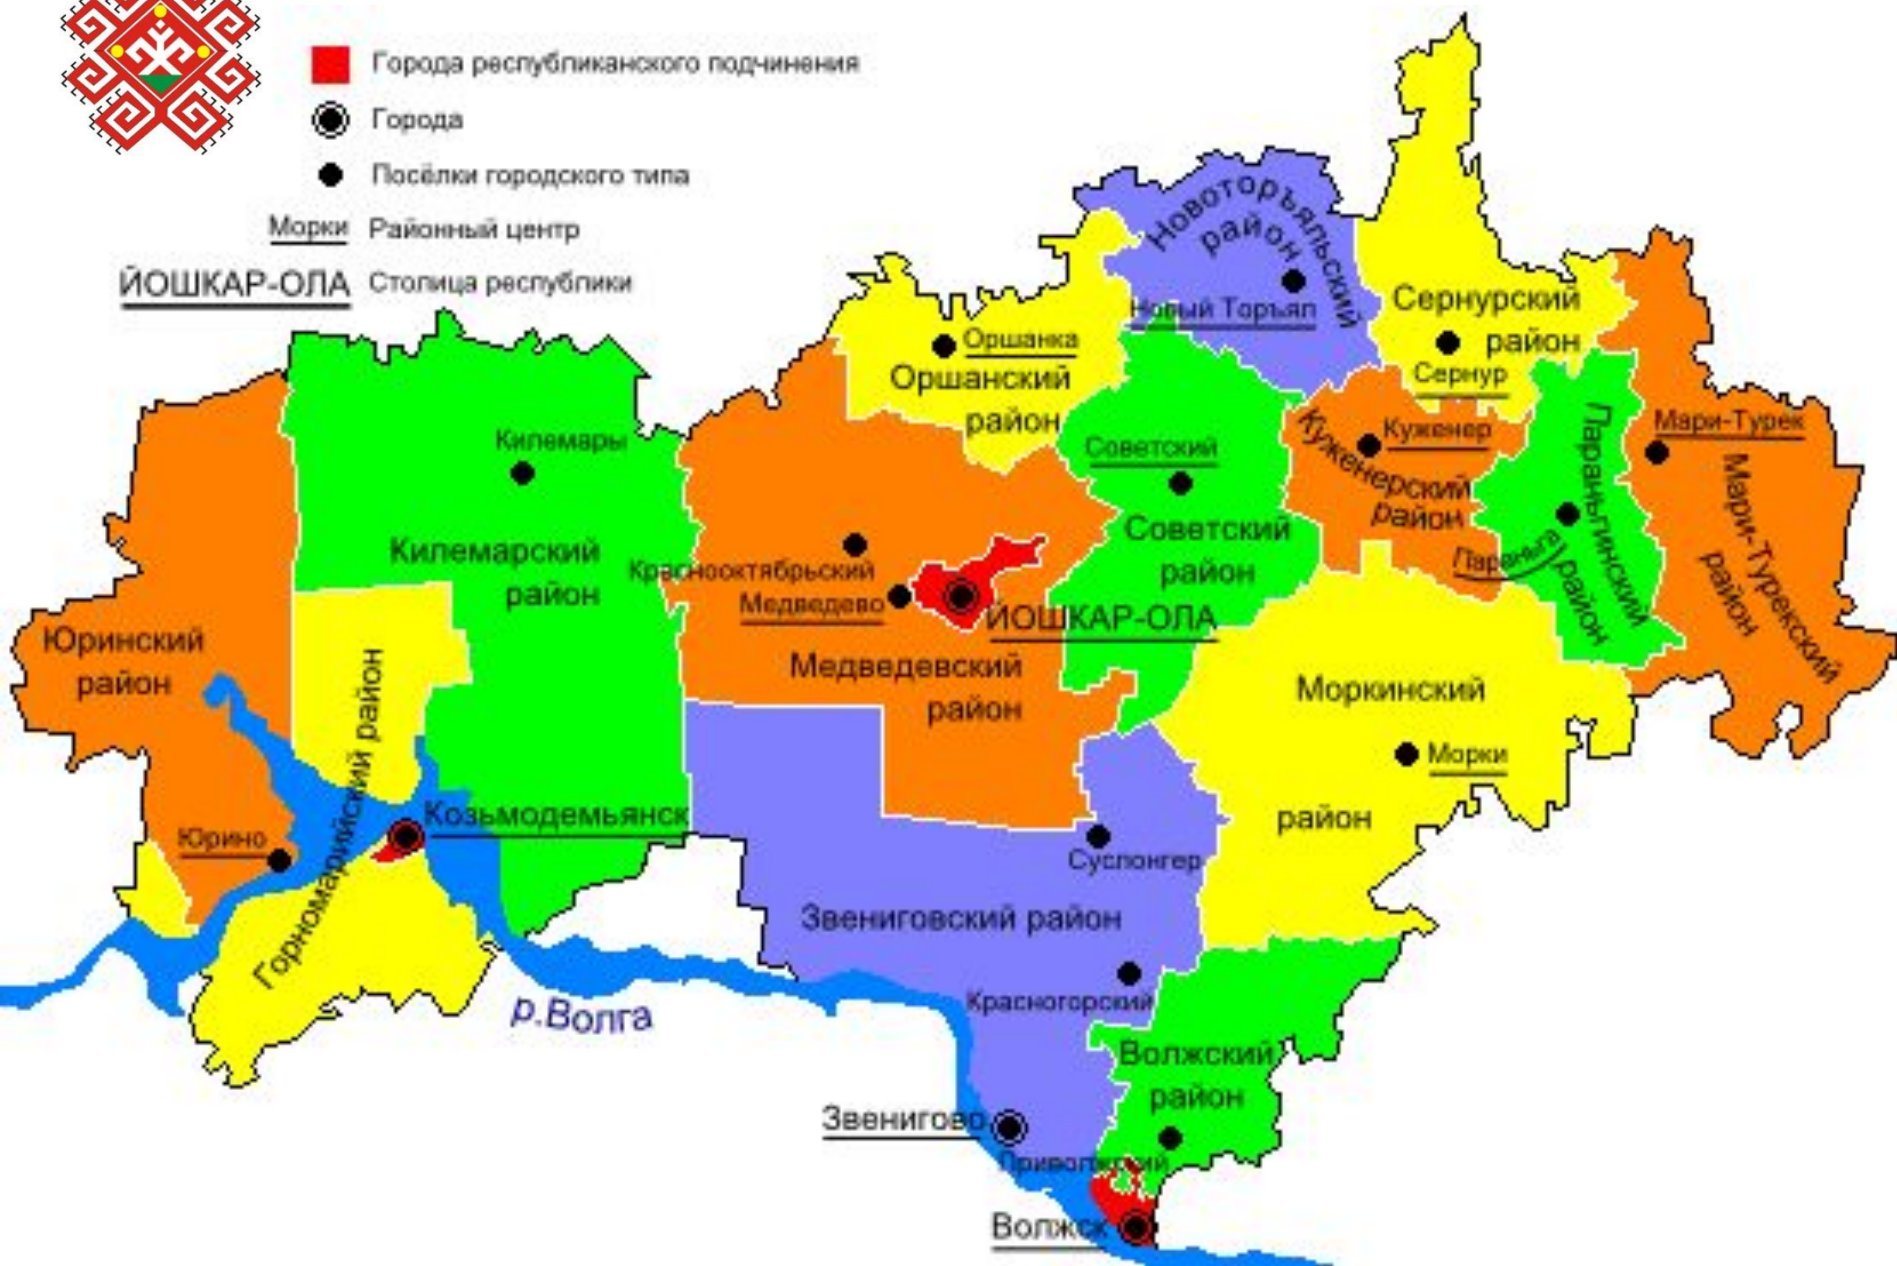 Города республиканского подчинения
Города
Посёлки городского типа
Морки Районный центр
ЙОШКАР-ОЛА Столица республики
Новоторъяльский
район
Новый Торъял
Сернурский
район
Сернур
Оршанка
Оршанский
район
Килемары
Килемарский
район
Советский
Советский
район
Куженер
Куженерский
район
Параньга
Параньгинский
район
Мари-Турек
Мари-Турекский
район
Краснооктябрьский
Медведево
ЙОШКАР-ОЛА
Медведевский
район
Юринский
район
Юрино
Горномарийский район
Козьмодемьянск
Моркинский
район
Морки
Суслонгер
Звениговский район
Красногорский
р.Волга
Волжский
район
Звенигово
Приволжский
Волжск